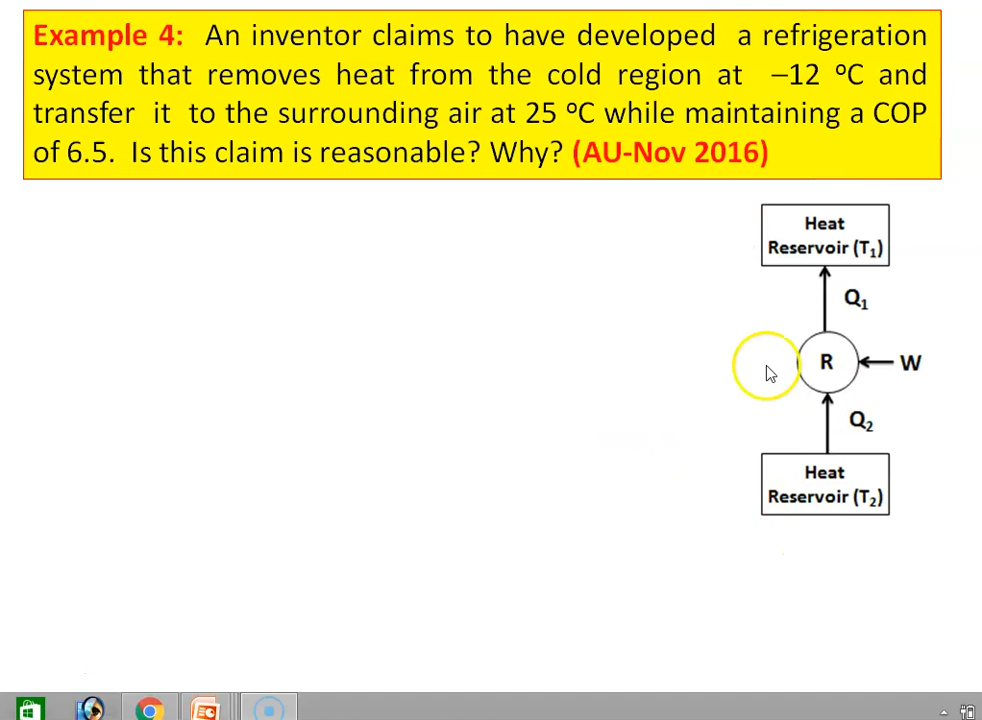 Example 4: An inventor claims to have developed a refrigeration
system that removes heat from the cold region at –12 ºC and
transfer it to the surrounding air at 25 ºC while maintaining a COP
of 6.5. Is this claim is reasonable? Why? (AU-Nov 2016)
Heat
Reservoir (T₁)
Q₁
R
W
Q₂
Heat
Reservoir (T₂)